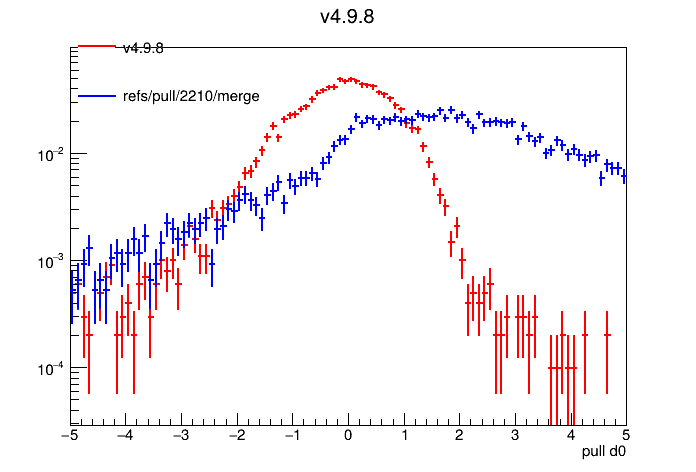 v4.9.8
v4.9.8
refs/pull/2210/merge
10⁻²
10⁻³
10⁻⁴
−5 −4 −3 −2 −1 0 1 2 3 4 5
pull d0